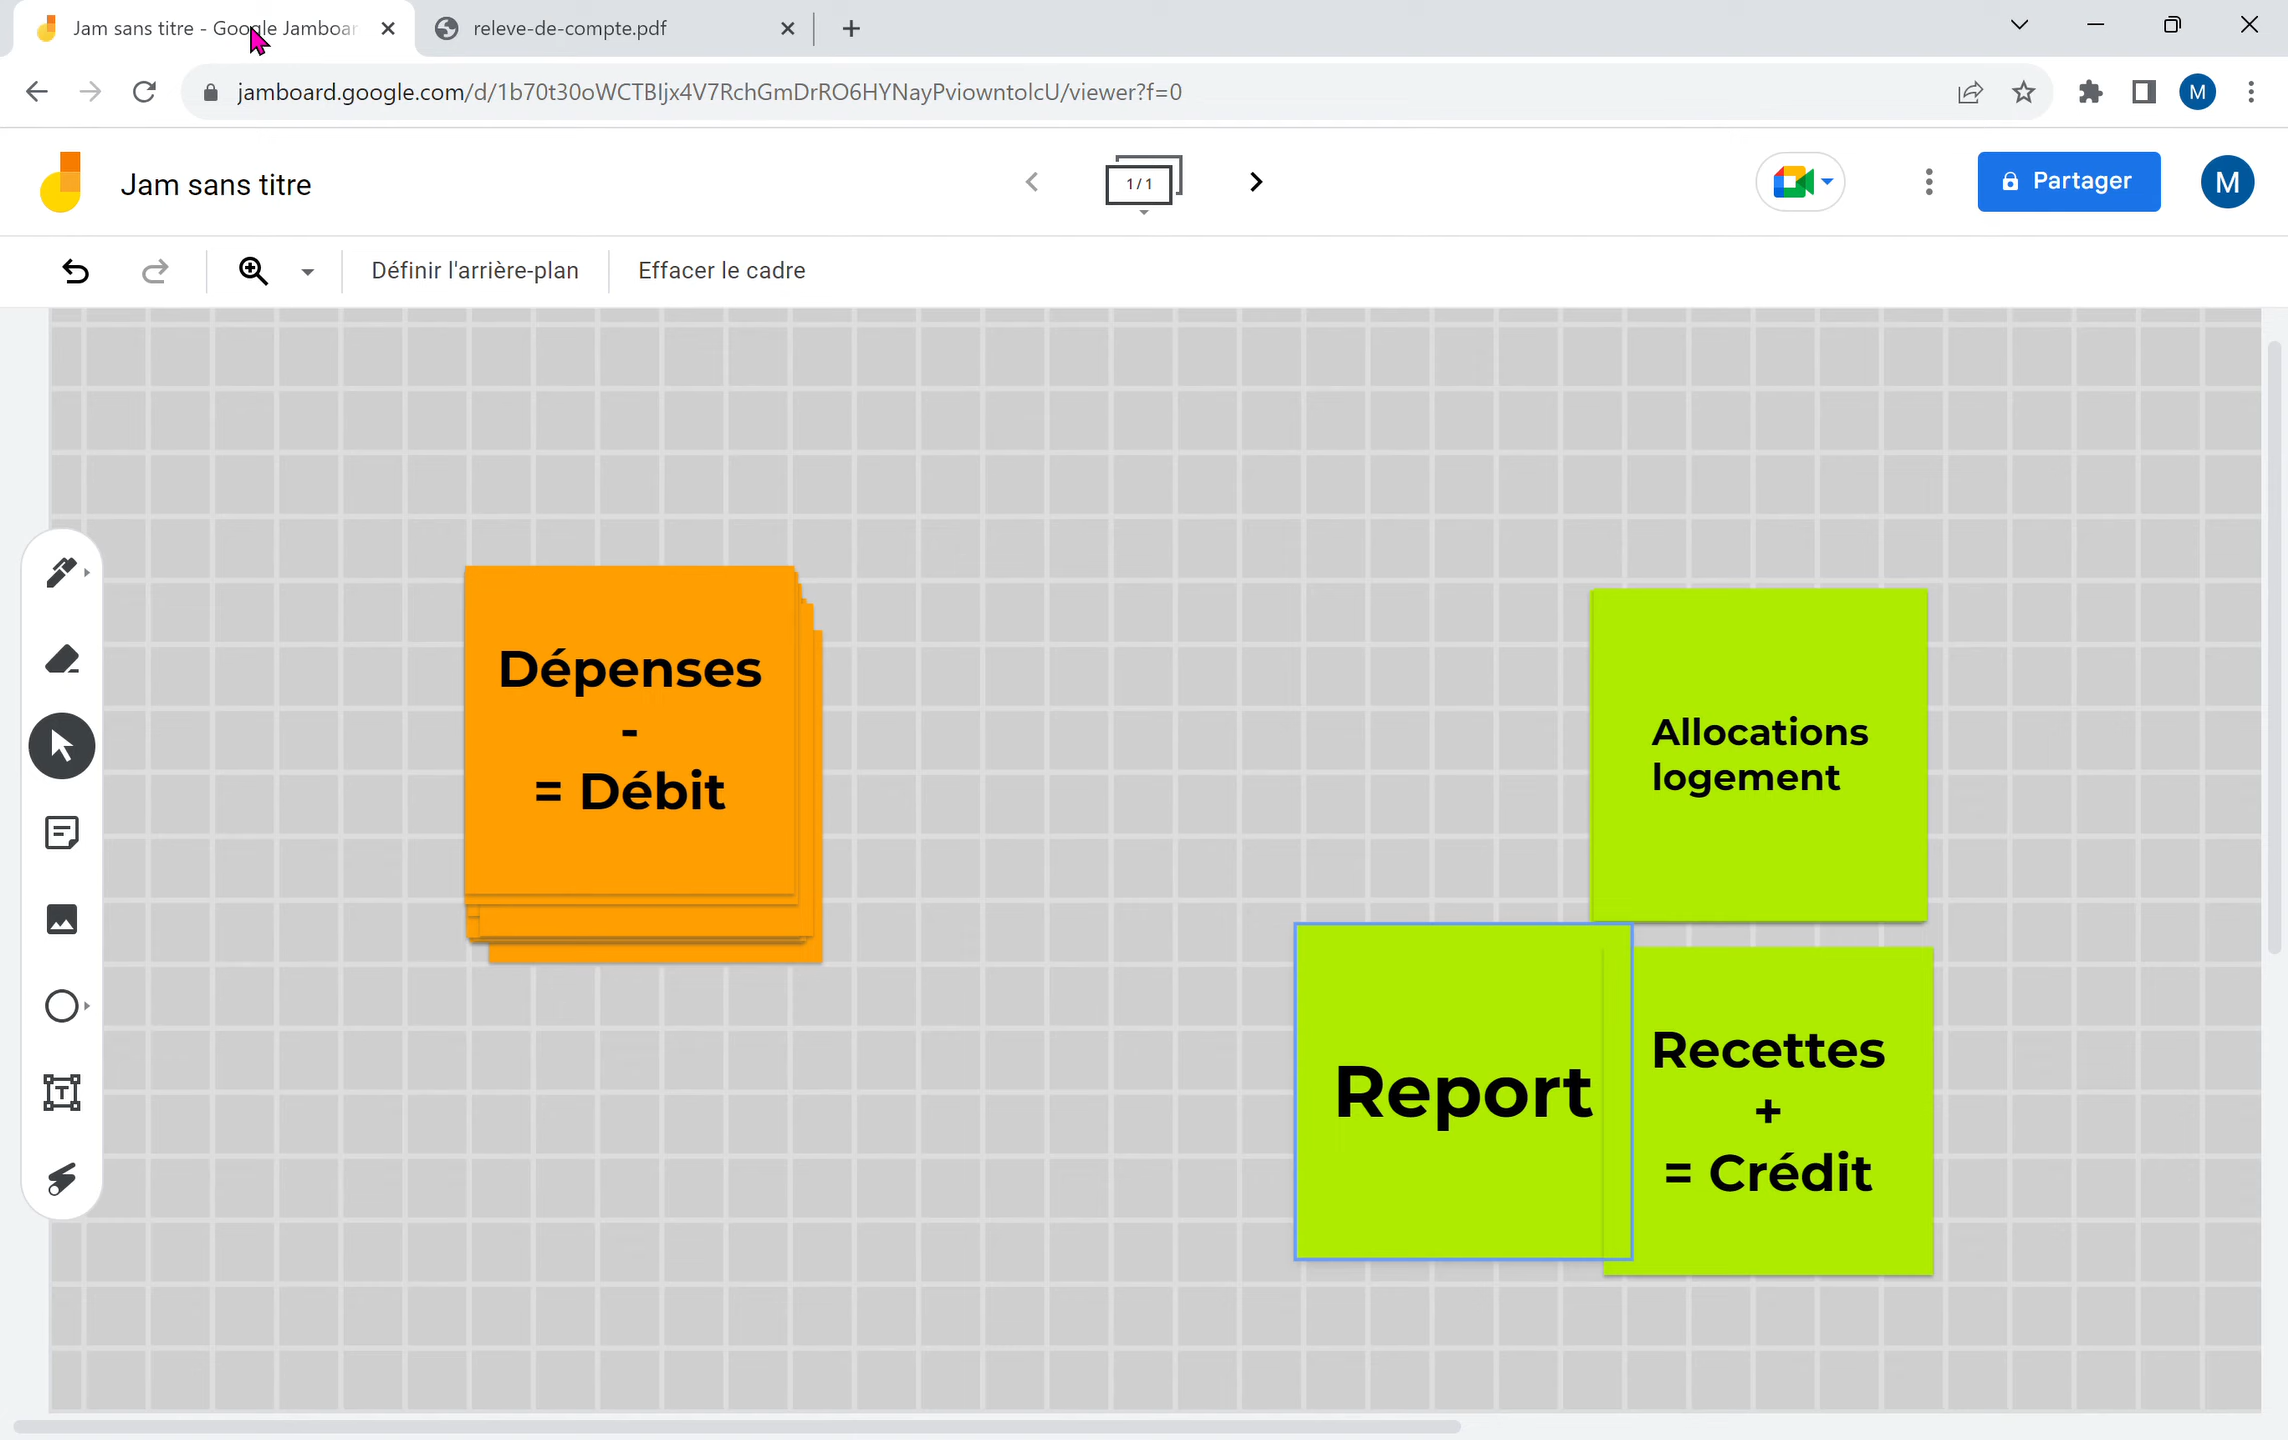 Jam sans titre - Google Jamboar
releve-de-compte.pdf
jamboard.google.com/d/1b70t30oWCTBIjx4V7RchGmDrRO6HYNayPviowntolcU/viewer?f=0
M
Jam sans titre
1/1
Partager
M
Définir l'arrière-plan
Effacer le cadre
Dépenses
-
= Débit
Allocations
logement
Report
Recettes
+
= Crédit